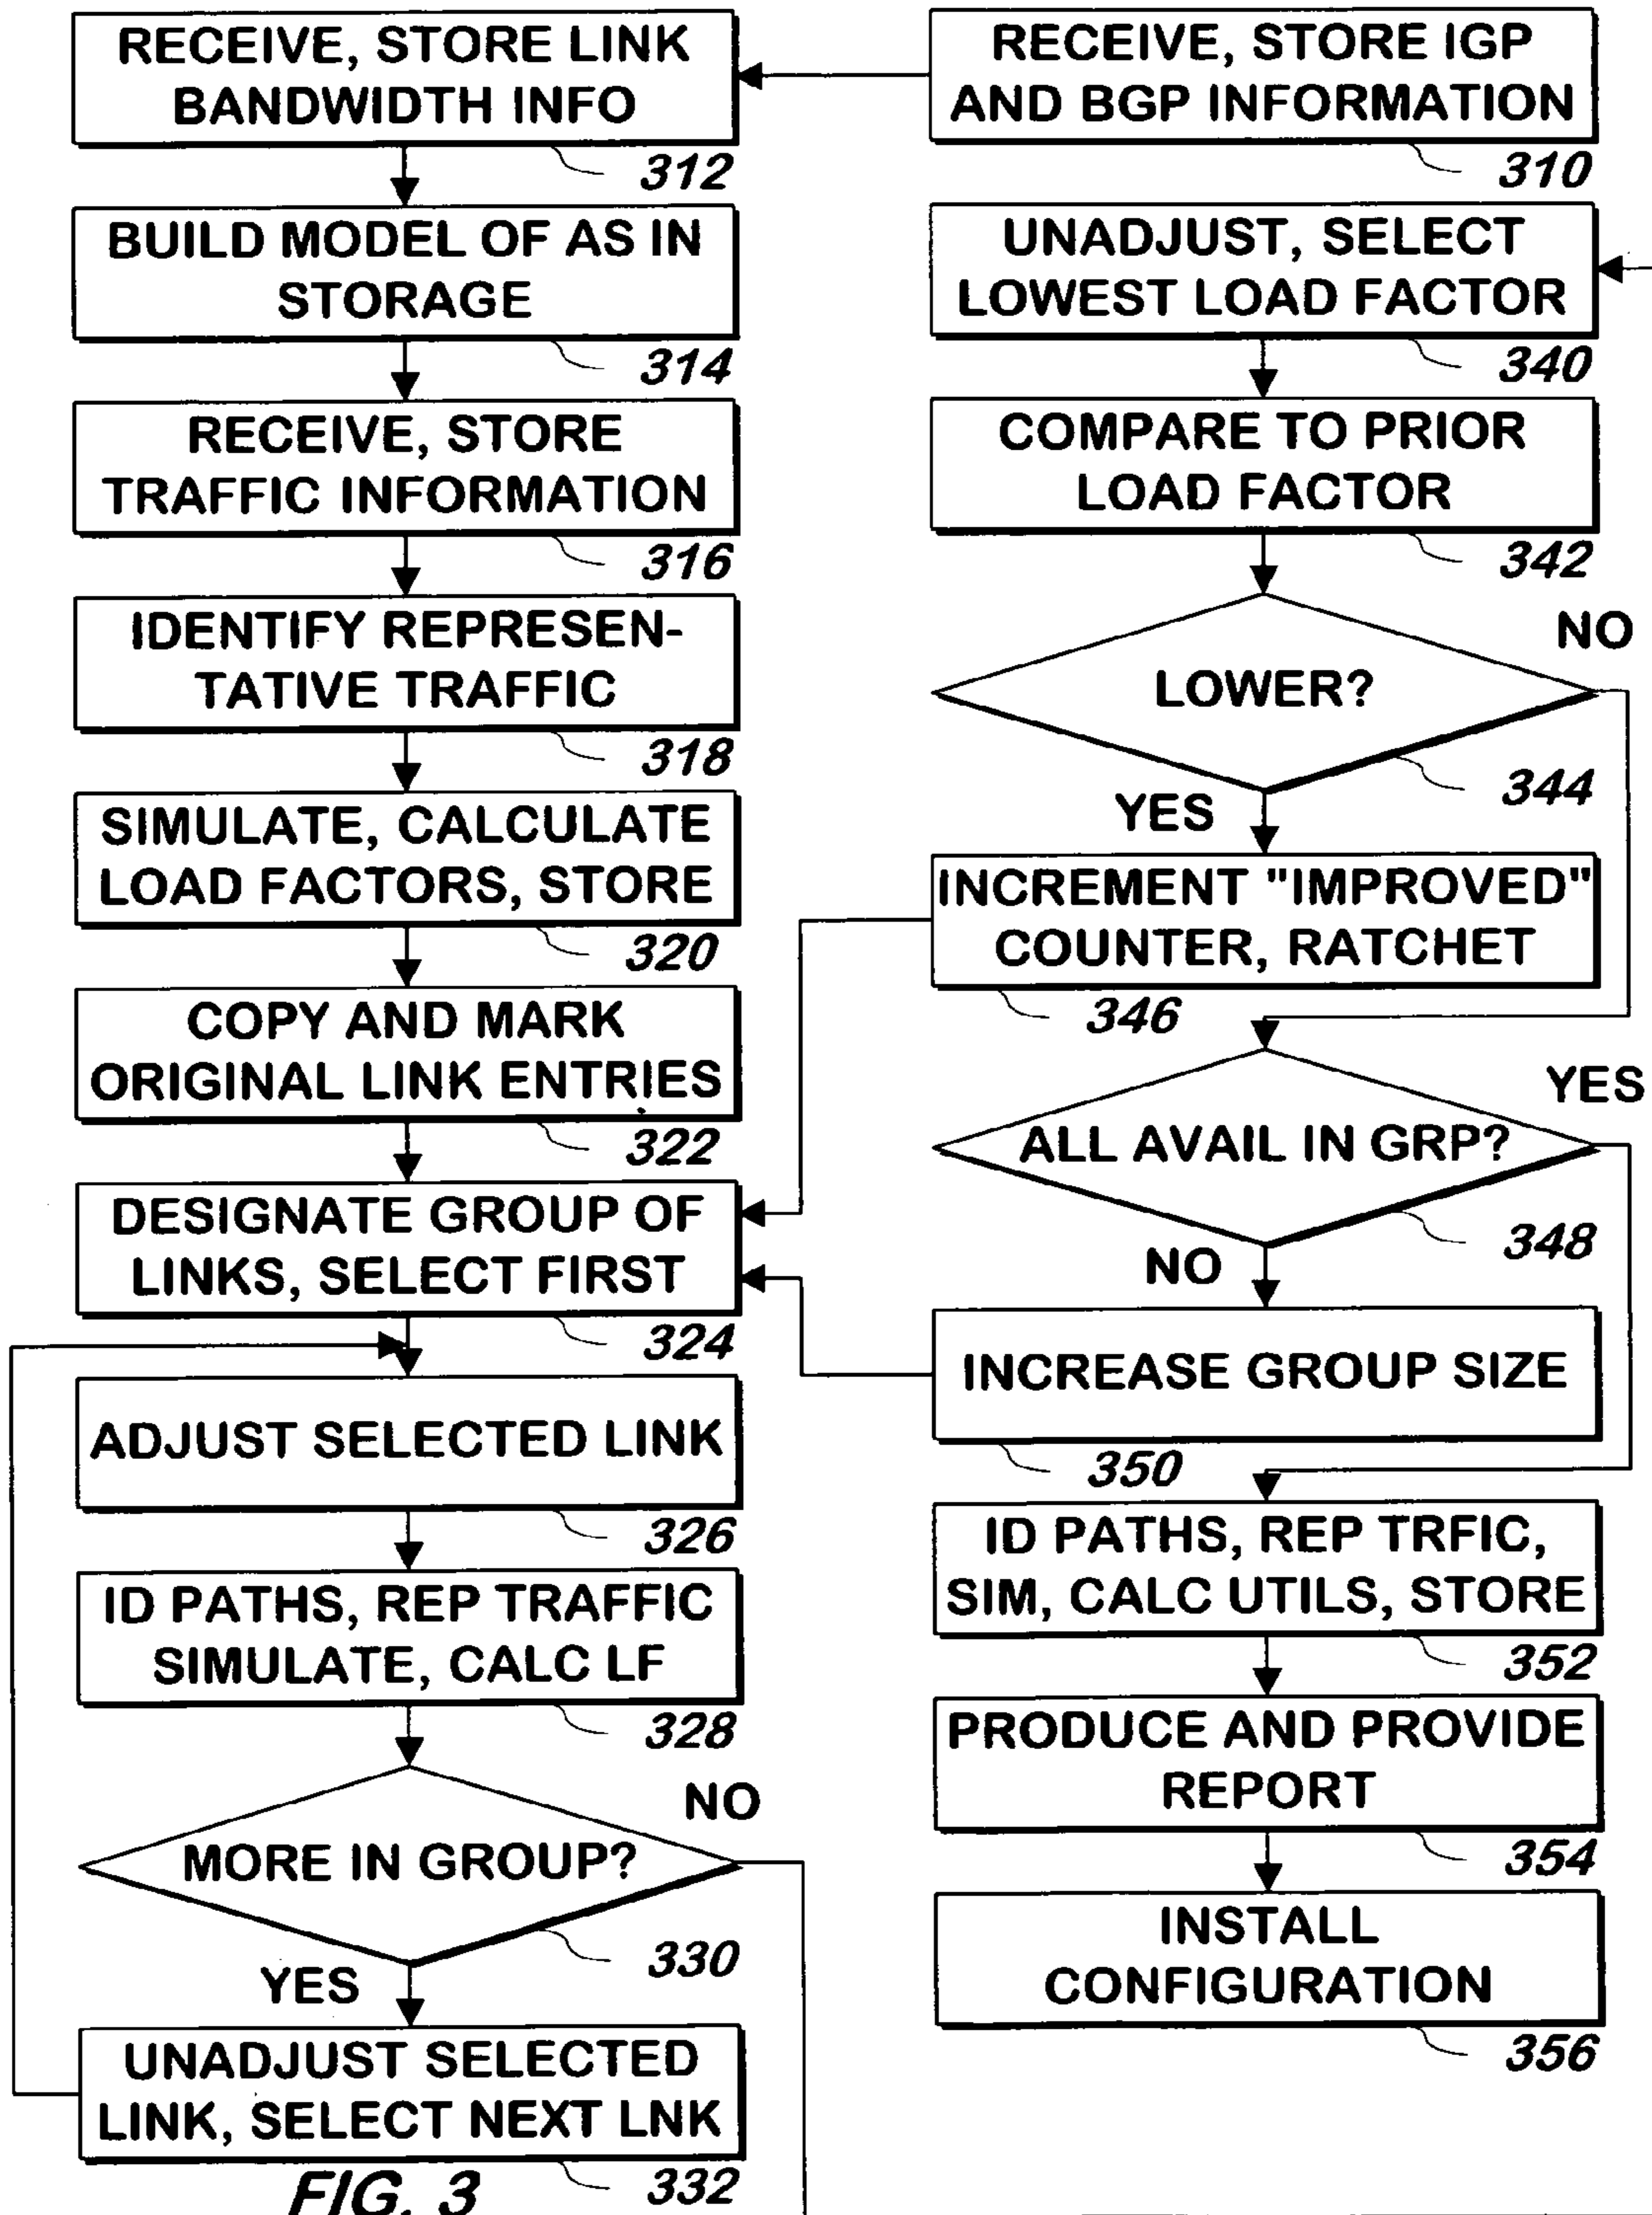 RECEIVE, STORE LINK
BANDWIDTH INFO
312
BUILD MODEL OF AS IN
STORAGE
314
RECEIVE, STORE
TRAFFIC INFORMATION
316
IDENTIFY REPRESEN-
TATIVE TRAFFIC
318
SIMULATE, CALCULATE
LOAD FACTORS, STORE
320
COPY AND MARK
ORIGINAL LINK ENTRIES
322
DESIGNATE GROUP OF
LINKS, SELECT FIRST
324
ADJUST SELECTED LINK
326
ID PATHS, REP TRAFFIC
SIMULATE, CALC LF
328
NO
MORE IN GROUP?
330
YES
UNADJUST SELECTED
LINK, SELECT NEXT LNK
332
FIG. 3
RECEIVE, STORE IGP
AND BGP INFORMATION
310
UNADJUST, SELECT
LOWEST LOAD FACTOR
340
COMPARE TO PRIOR
LOAD FACTOR
342
NO
LOWER?
344
YES
INCREMENT "IMPROVED"
COUNTER, RATCHET
346
YES
ALL AVAIL IN GRP?
348
NO
INCREASE GROUP SIZE
350
ID PATHS, REP TRFIC,
SIM, CALC UTILS, STORE
352
PRODUCE AND PROVIDE
REPORT
354
INSTALL
CONFIGURATION
356